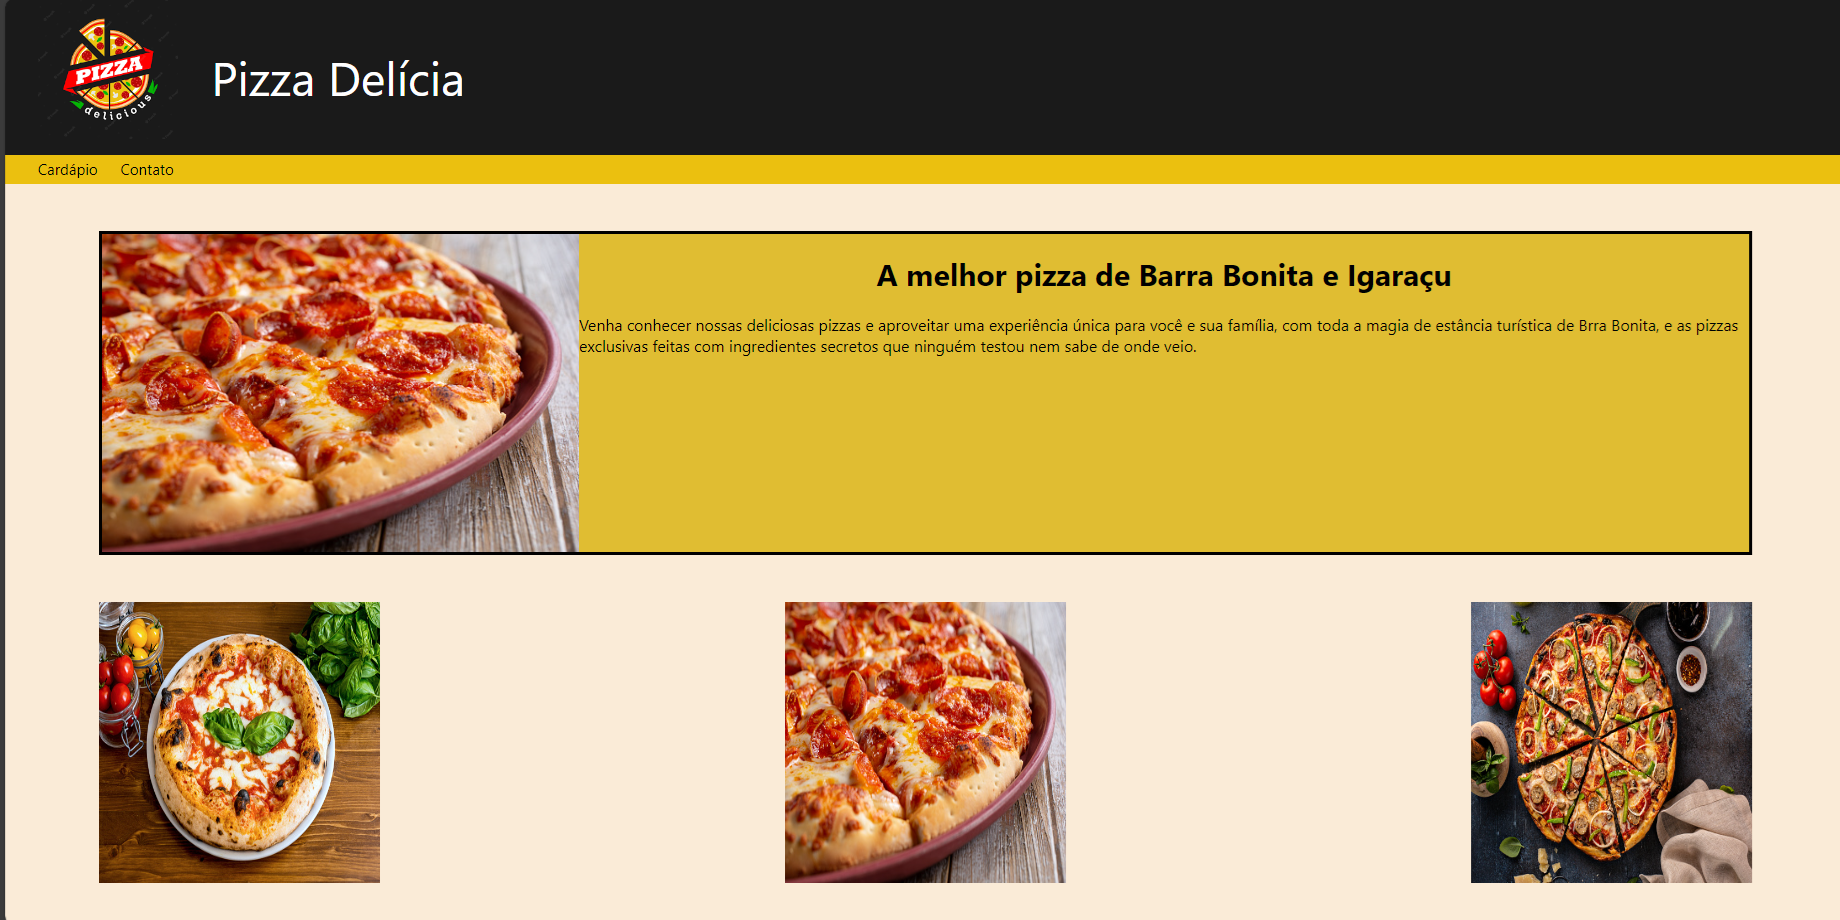 PIZZA
delicious
Pizza Delícia
Cardápio Contato
A melhor pizza de Barra Bonita e Igaraçu
Venha conhecer nossas deliciosas pizzas e aproveitar uma experiência única para você e sua família, com toda a magia de estância turística de Brra Bonita, e as pizzas
exclusivas feitas com ingredientes secretos que ninguém testou nem sabe de onde veio.